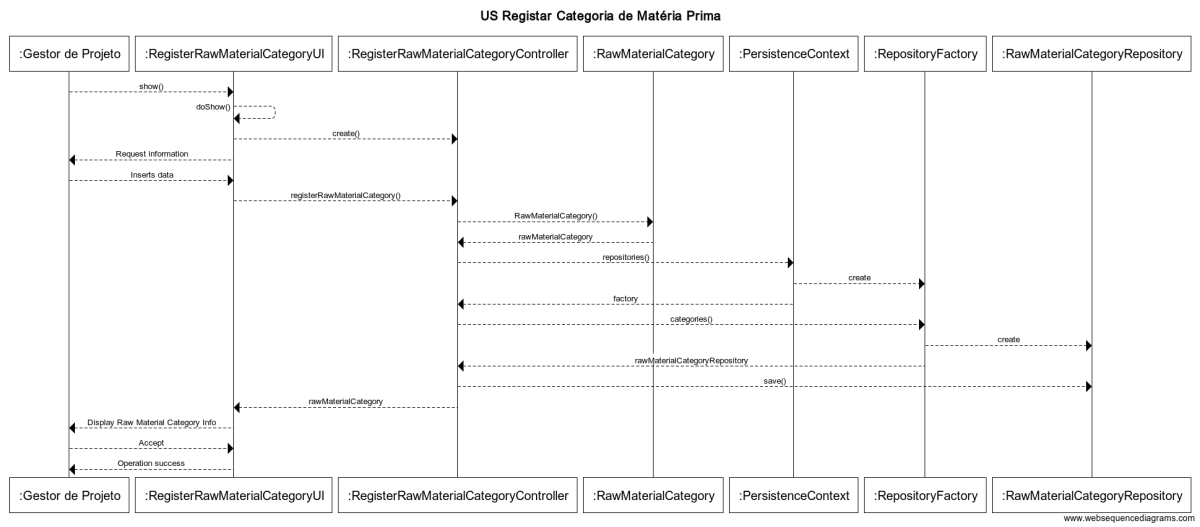 US Registar Categoria de Matéria Prima
:Gestor de Projeto :RegisterRawMaterialCategoryUI :RegisterRawMaterialCategoryController :RawMaterialCategory :PersistenceContext :RepositoryFactory :RawMaterialCategoryRepository
show()
doShow()
create()
Request information
Inserts data
registerRawMaterialCategory()
RawMaterialCategory()
rawMaterialCategory
repositories()
create
factory
categories()
create
rawMaterialCategoryRepository
save()
rawMaterialCategory
Display Raw Material Category Info
Accept
Operation success
:Gestor de Projeto :RegisterRawMaterialCategoryUI :RegisterRawMaterialCategoryController :RawMaterialCategory :PersistenceContext :RepositoryFactory :RawMaterialCategoryRepository
www.websequencediagrams.com